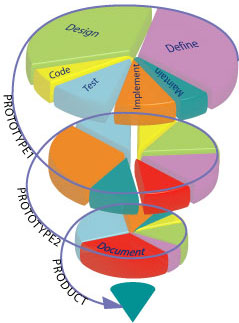 Design
Define
Code
Test
Implement
Maintain
PROTOTYPE1
PROTOTYPE2
PRODUCT
Document